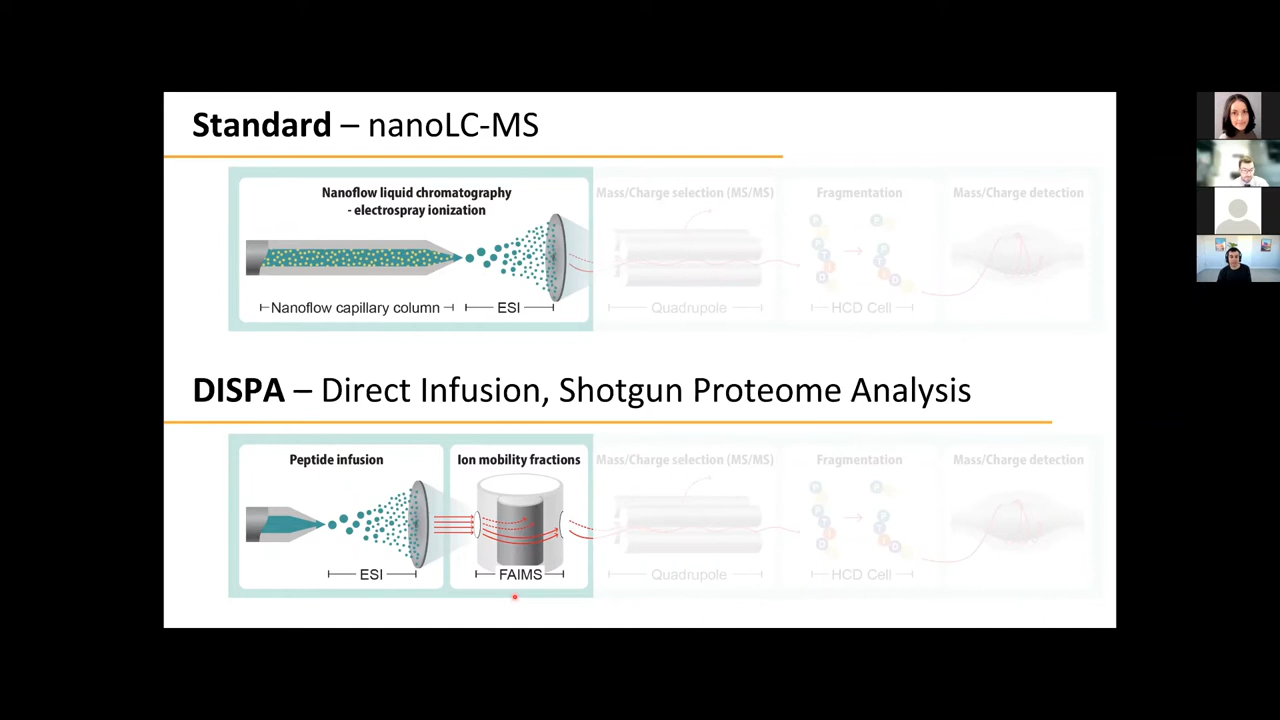 Standard – nanoLC-MS
Nanoflow liquid chromatography
- electrospray ionization
Mass/Charge selection (MS/MS)
Fragmentation
Mass/Charge detection
P
P
P
T
I
D
P
T
I
D
Nanoflow capillary column
ESI
Quadrupole
HCD Cell
DISPA – Direct Infusion, Shotgun Proteome Analysis
Peptide infusion
Ion mobility fractions
Mass/Charge selection (MS/MS)
Fragmentation
Mass/Charge detection
P
P
P
T
I
D
P
T
I
D
ESI
FAIMS
Quadrupole
HCD Cell